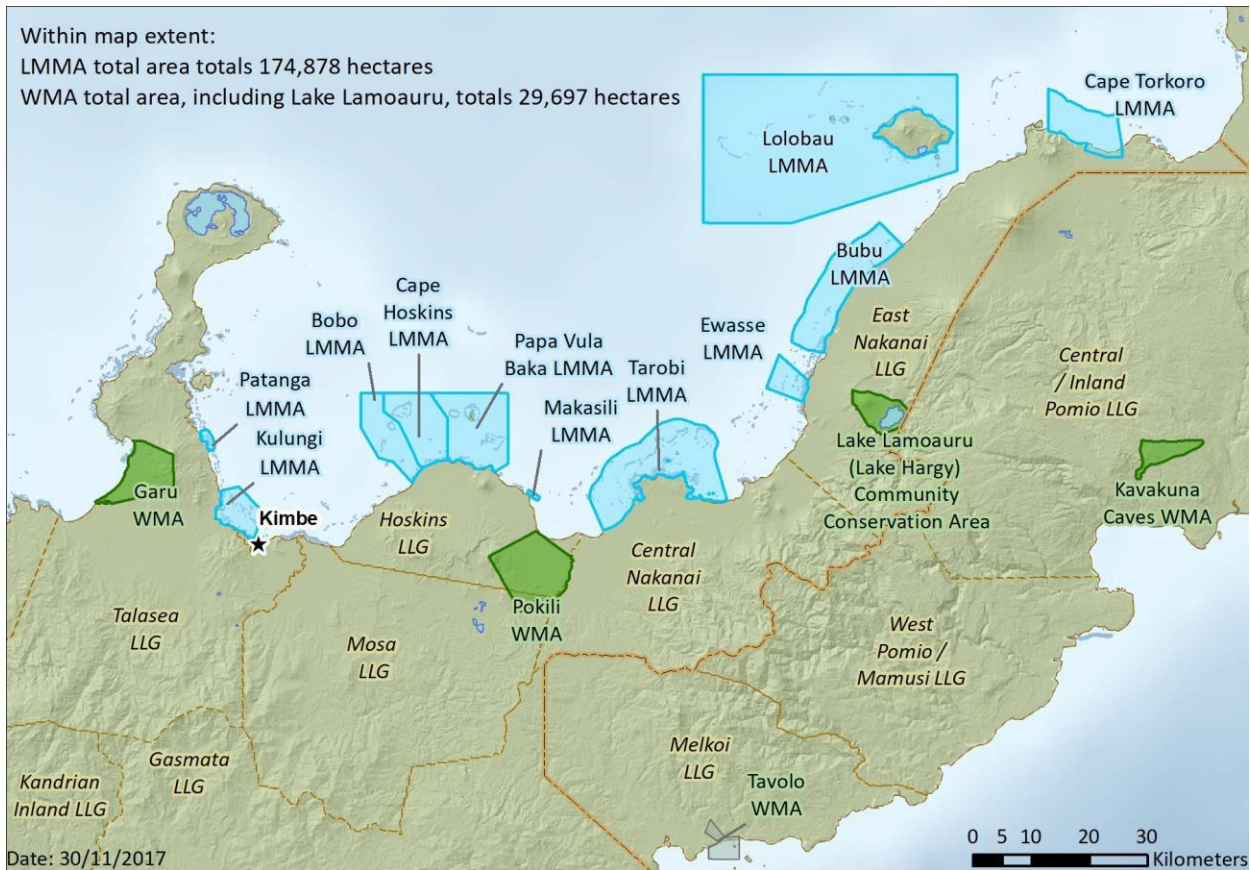 Within map extent:
LMMA total area totals 174,878 hectares
WMA total area, including Lake Lamoauru, totals 29,697 hectares
Cape Torkoro
LMMA
Lolobau
LMMA
Bubu
LMMA
Cape
Hoskins
LMMA
Bobo
LMMA
Papa Vula
Baka LMMA
Ewasse
LMMA
East
Nakanai
LLG
Central
/ Inland
Pomio LLG
Patanga
LMMA
Makasili
LMMA
Tarobi
LMMA
Kulungi
LMMA
Lake Lamoauru
(Lake Hargy)
Community
Conservation Area
Garu
WMA
Kimbe
Hoskins
LLG
Kavakuna
Caves WMA
Central
Nakanai
LLG
Talasea
LLG
Mosa
LLG
Pokili
WMA
West
Pomio /
Mamusi LLG
Gasmata
LLG
Kandrian
Inland LLG
Melkoi
LLG
Tavolo
WMA
0 5 10 20 30
Kilometers
Date: 30/11/2017